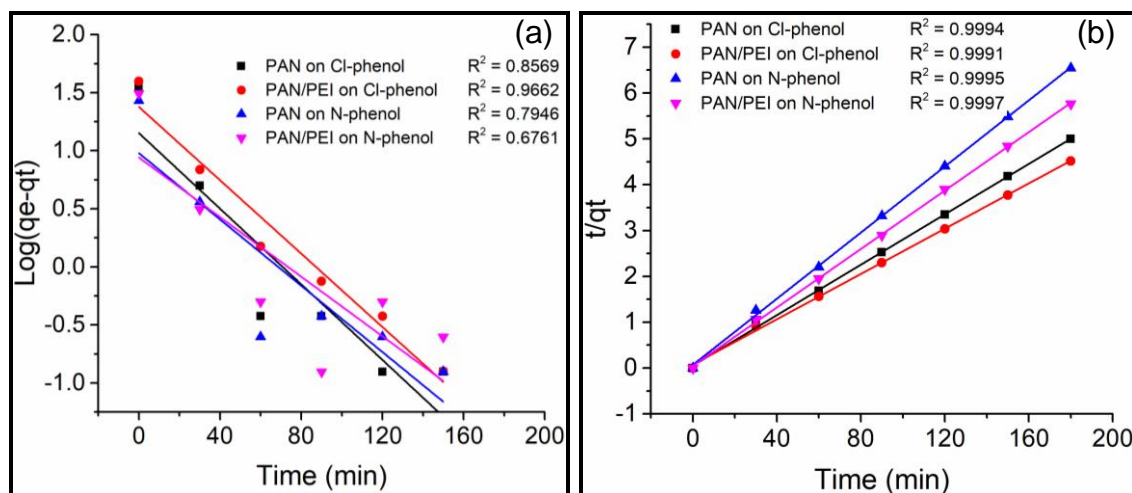 (a)
PAN on Cl-phenol R² = 0.8569
PAN/PEI on Cl-phenol R² = 0.9662
PAN on N-phenol R² = 0.7946
PAN/PEI on N-phenol R² = 0.6761
Log(qe-qt)
2.0
1.5
1.0
0.5
0.0
-0.5
-1.0
0 40 80 120 160 200
Time (min)
(b)
PAN on Cl-phenol R² = 0.9994
PAN/PEI on Cl-phenol R² = 0.9991
PAN on N-phenol R² = 0.9995
PAN/PEI on N-phenol R² = 0.9997
t/qt
7
6
5
4
3
2
1
0
-1
0 40 80 120 160 200
Time (min)